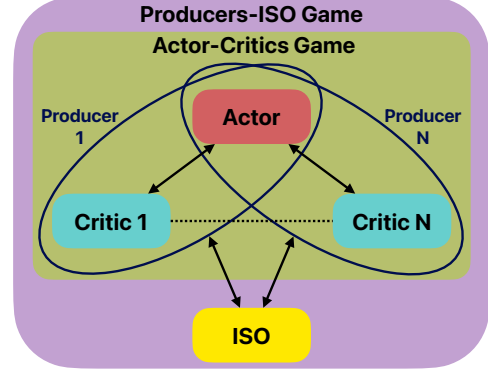 Producers-ISO Game
Actor-Critics Game
Producer
1
Producer
N
Actor
Critic 1
Critic N
ISO